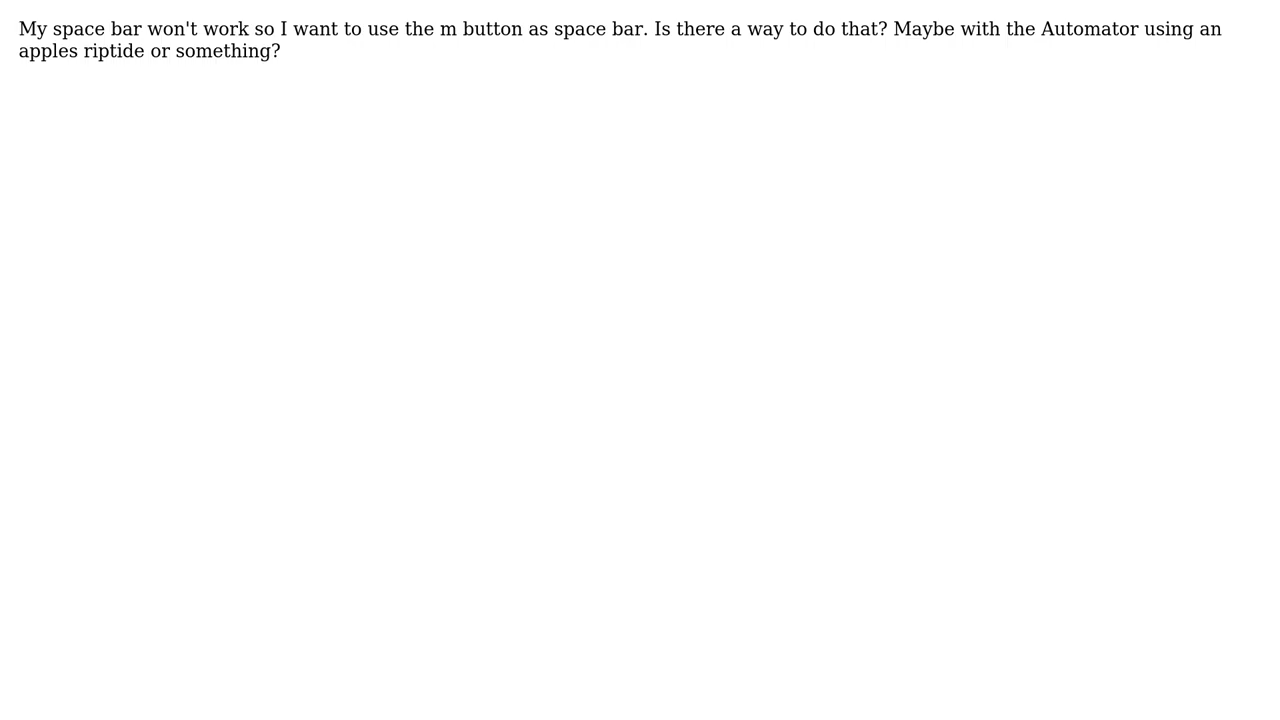 My space bar won't work so I want to use the m button as space bar. Is there a way to do that? Maybe with the Automator using an
apples riptide or something?